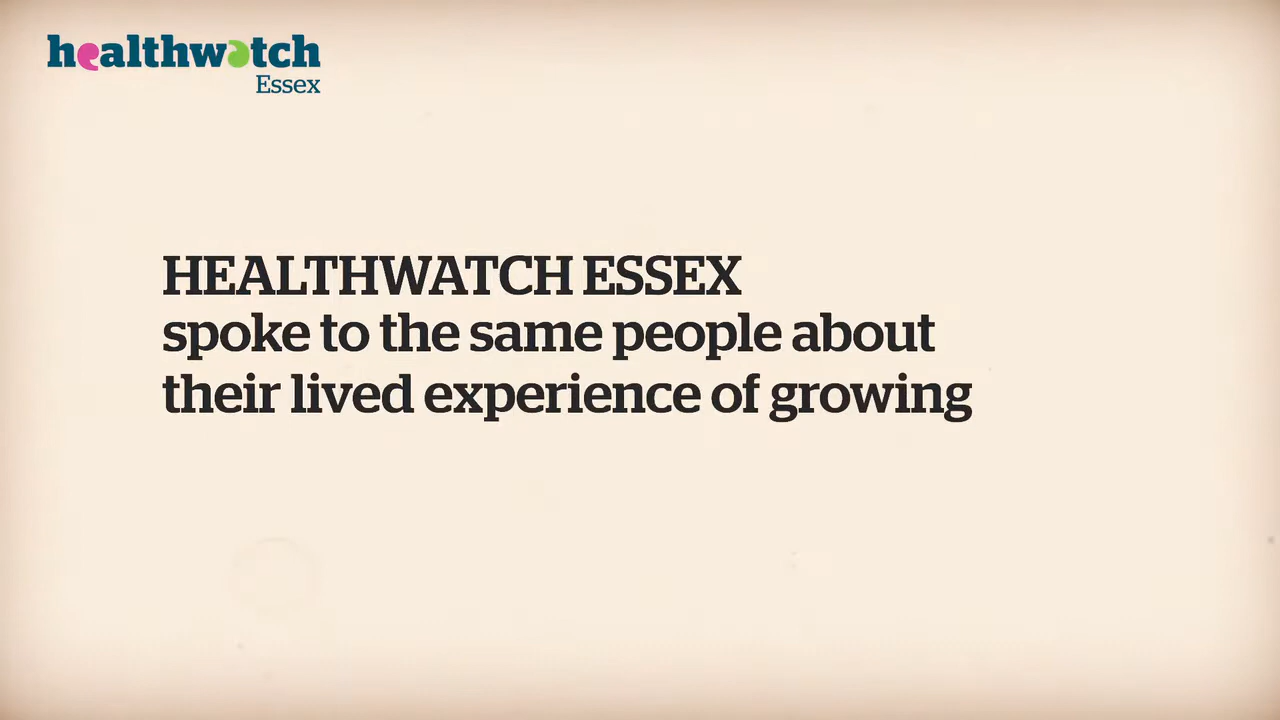 healthwatch
Essex
HEALTHWATCH ESSEX
spoke to the same people about
their lived experience of growing